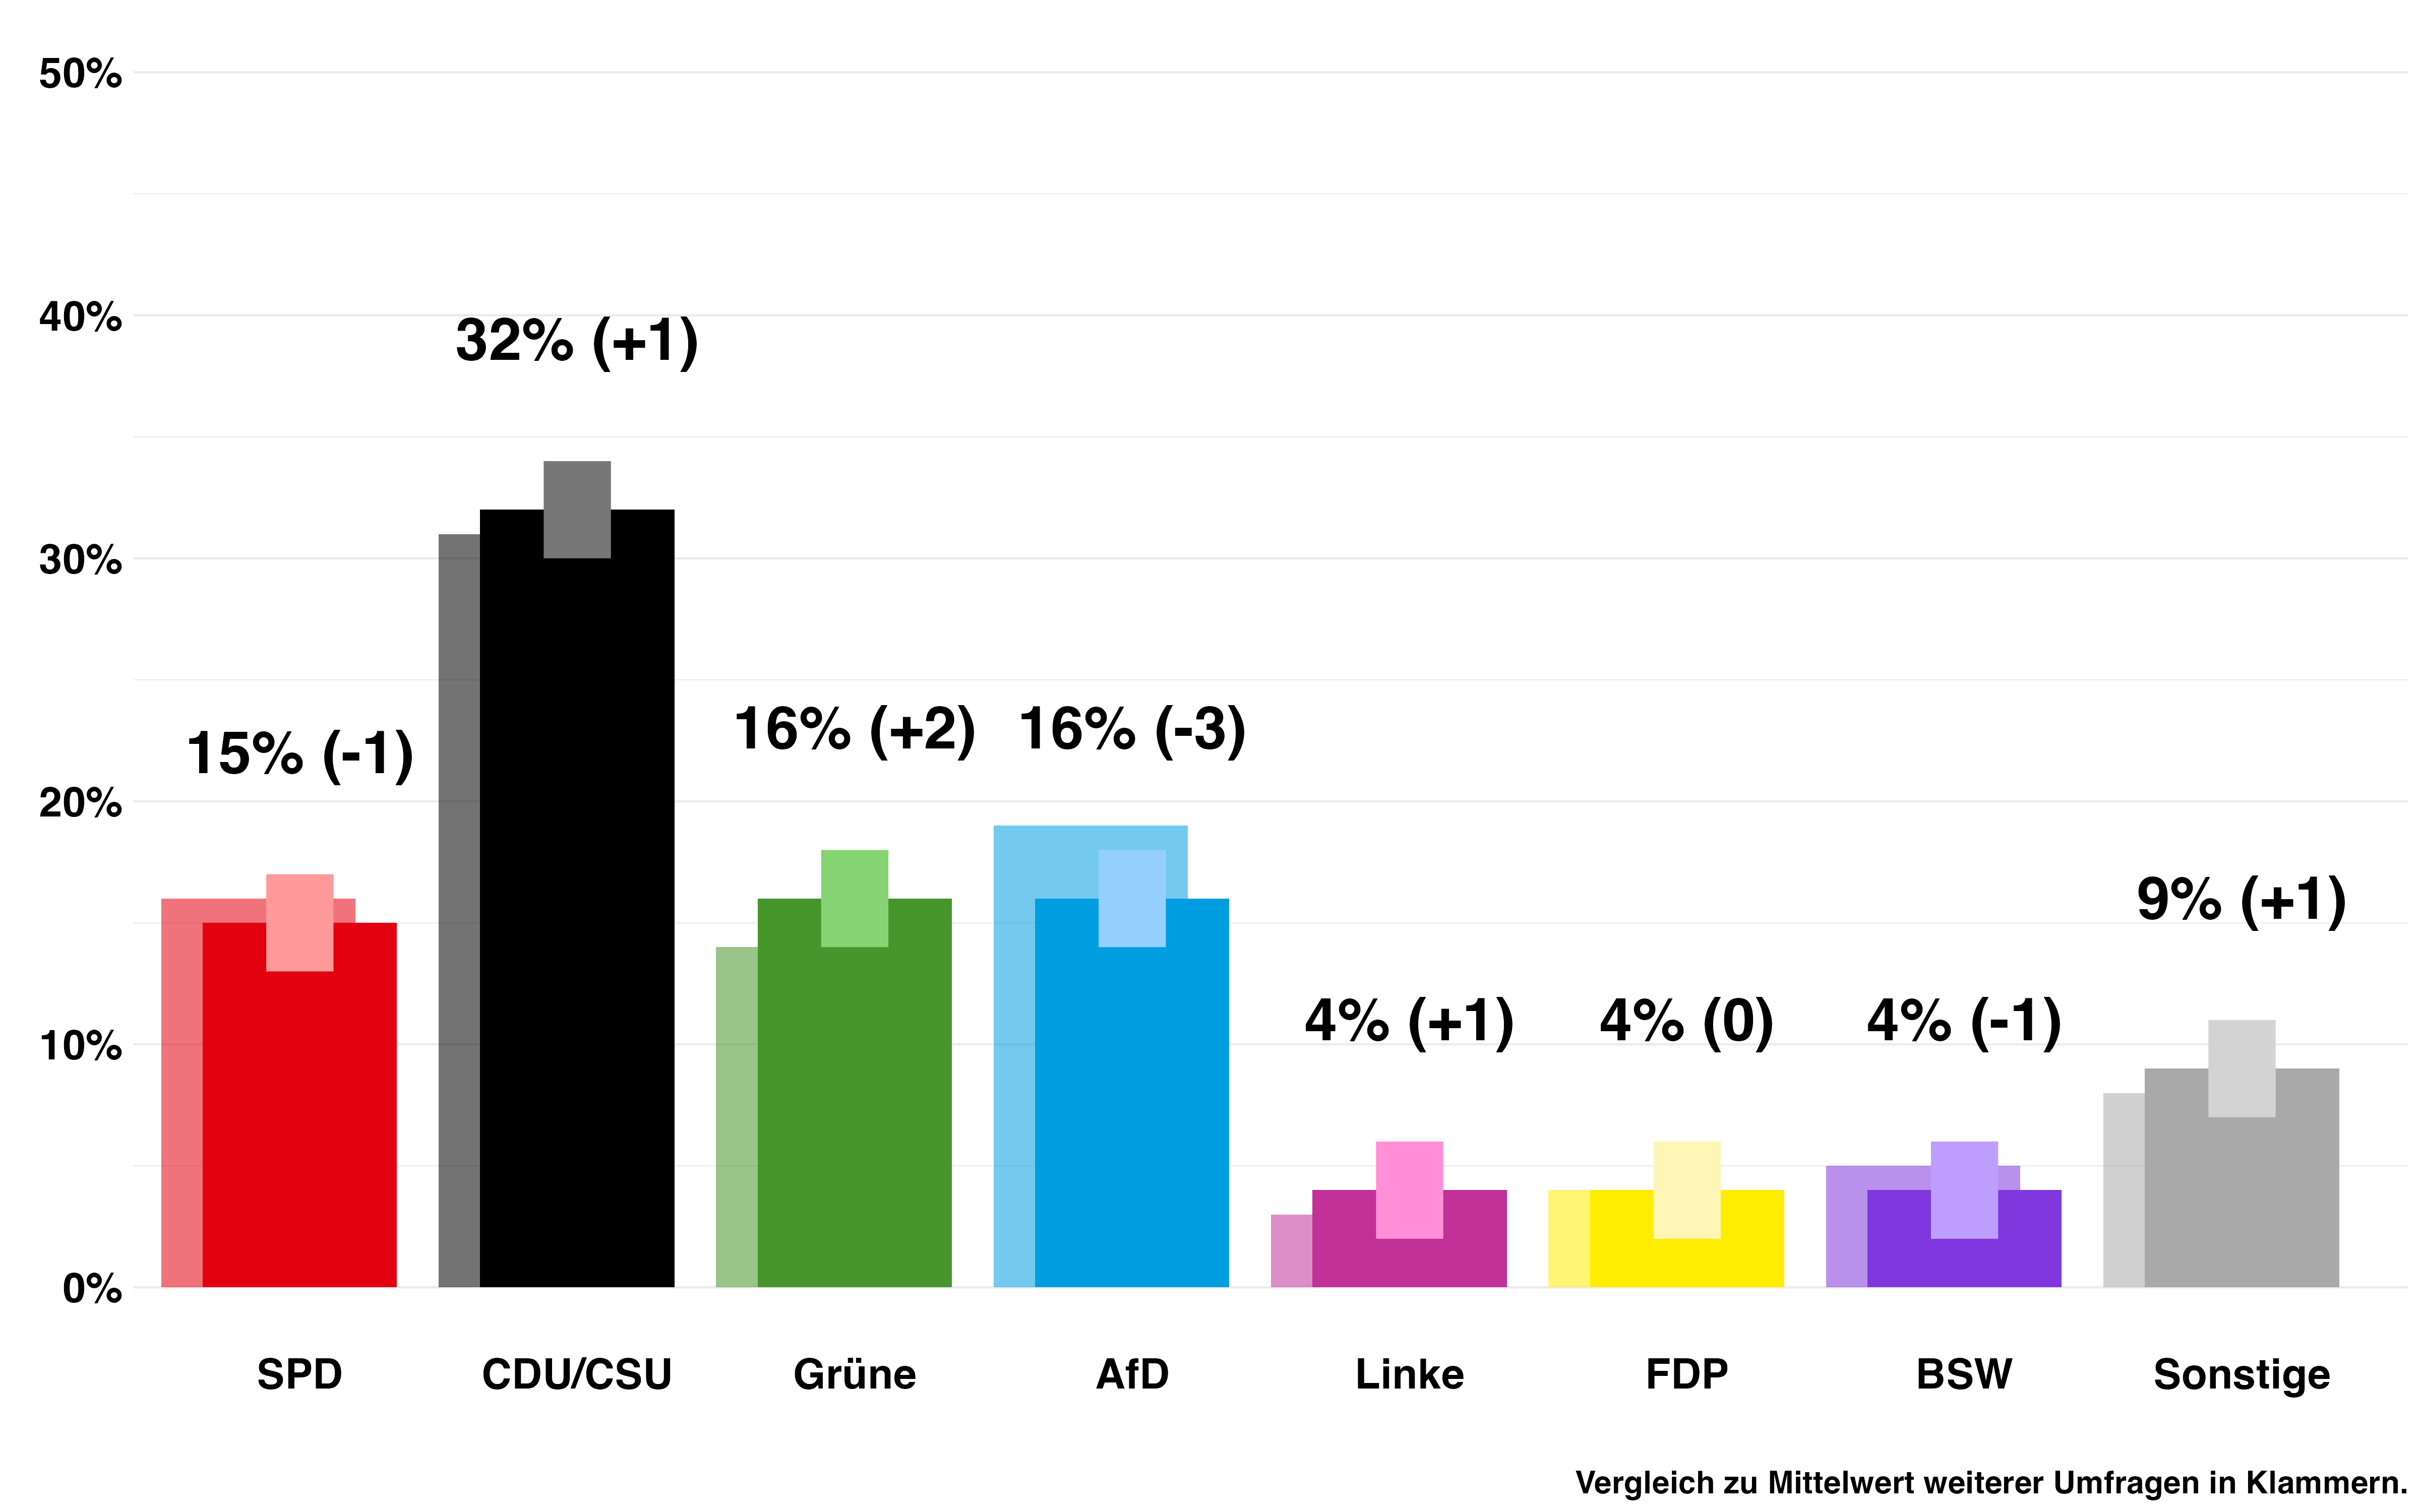 50%
40%
30%
20%
10%
0%
15% (-1)
32% (+1)
16% (+2)
16% (-3)
4% (+1)
4% (0)
4% (-1)
9% (+1)
SPD
CDU/CSU
Grüne
AfD
Linke
FDP
BSW
Sonstige
Vergleich zu Mittelwert weiterer Umfragen in Klammern.